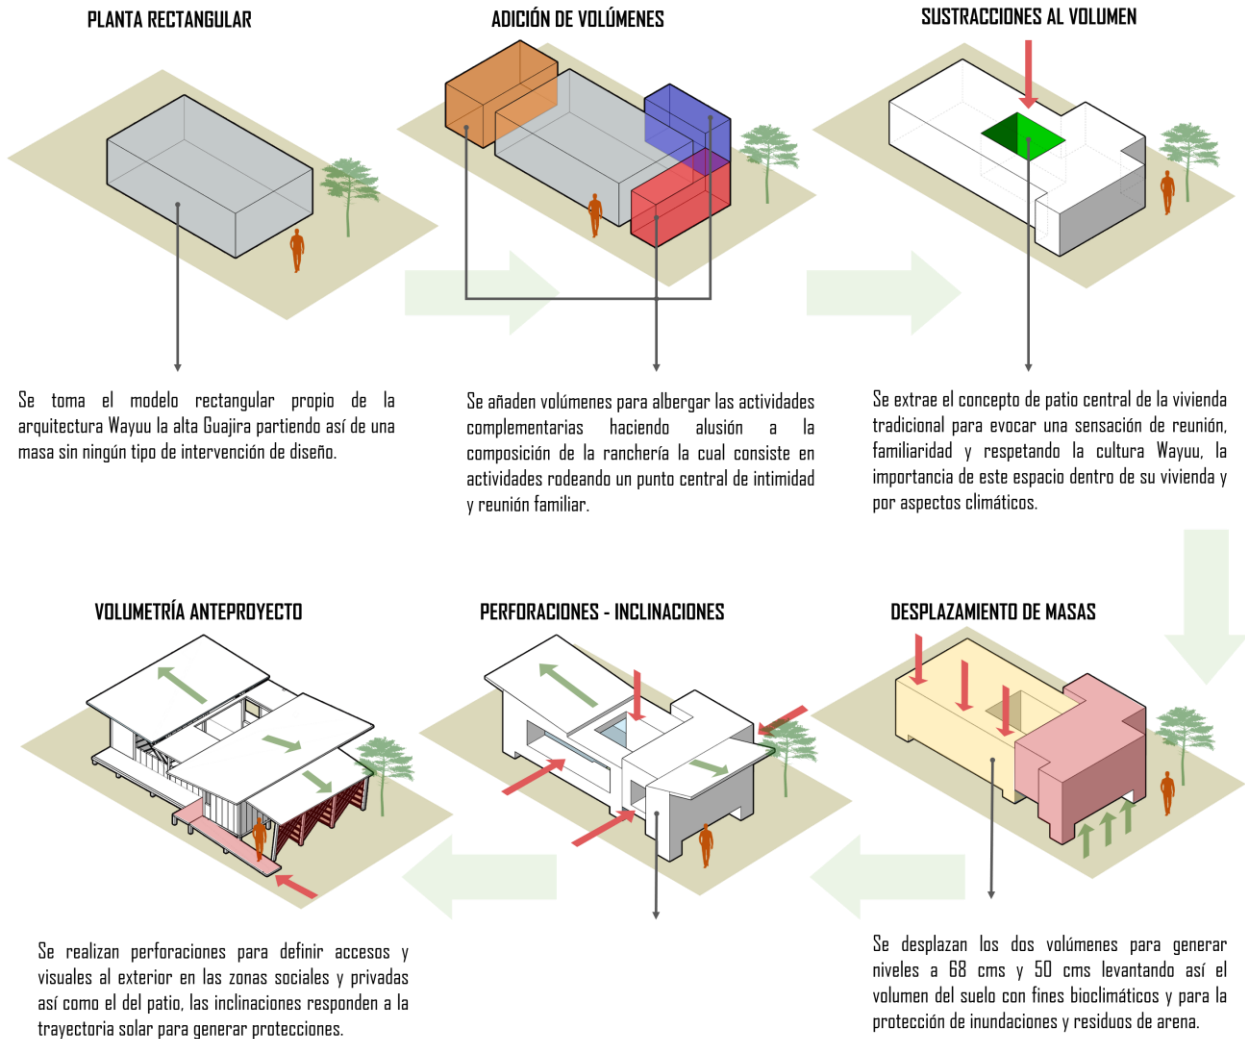 PLANTA RECTANGULAR
Se toma el modelo rectangular propio de la
arquitectura Wayuu la alta Guajira partiendo así de una
masa sin ningún tipo de intervención de diseño.
ADICIÓN DE VOLÚMENES
Se añaden volúmenes para albergar las actividades
complementarias haciendo alusión a la
composición de la ranchería la cual consiste en
actividades rodeando un punto central de intimidad
y reunión familiar.
SUSTRACCIONES AL VOLUMEN
Se extrae el concepto de patio central de la vivienda
tradicional para evocar una sensación de reunión,
familiaridad y respetando la cultura Wayuu, la
importancia de este espacio dentro de su vivienda y
por aspectos climáticos.
DESPLAZAMIENTO DE MASAS
Se desplazan los dos volúmenes para generar
niveles a 68 cms y 50 cms levantando así el
volumen del suelo con fines bioclimáticos y para la
protección de inundaciones y residuos de arena.
PERFORACIONES - INCLINACIONES
VOLUMETRÍA ANTEPROYECTO
Se realizan perforaciones para definir accesos y
visuales al exterior en las zonas sociales y privadas
así como el del patio, las inclinaciones responden a la
trayectoria solar para generar protecciones.